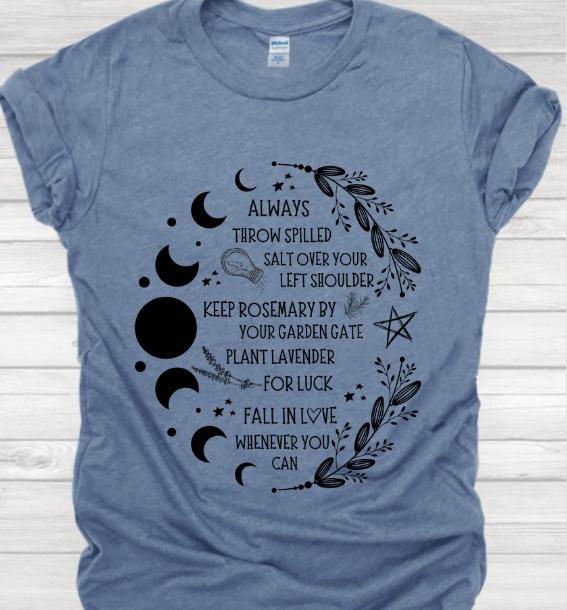 ALWAYS
THROW SPILLED
SALT OVER YOUR
LEFT SHOULDER
KEEP ROSEMARY BY
YOUR GARDEN GATE
PLANT LAVENDER
FOR LUCK
FALL IN L♡VE
WHENEVER YOU
CAN